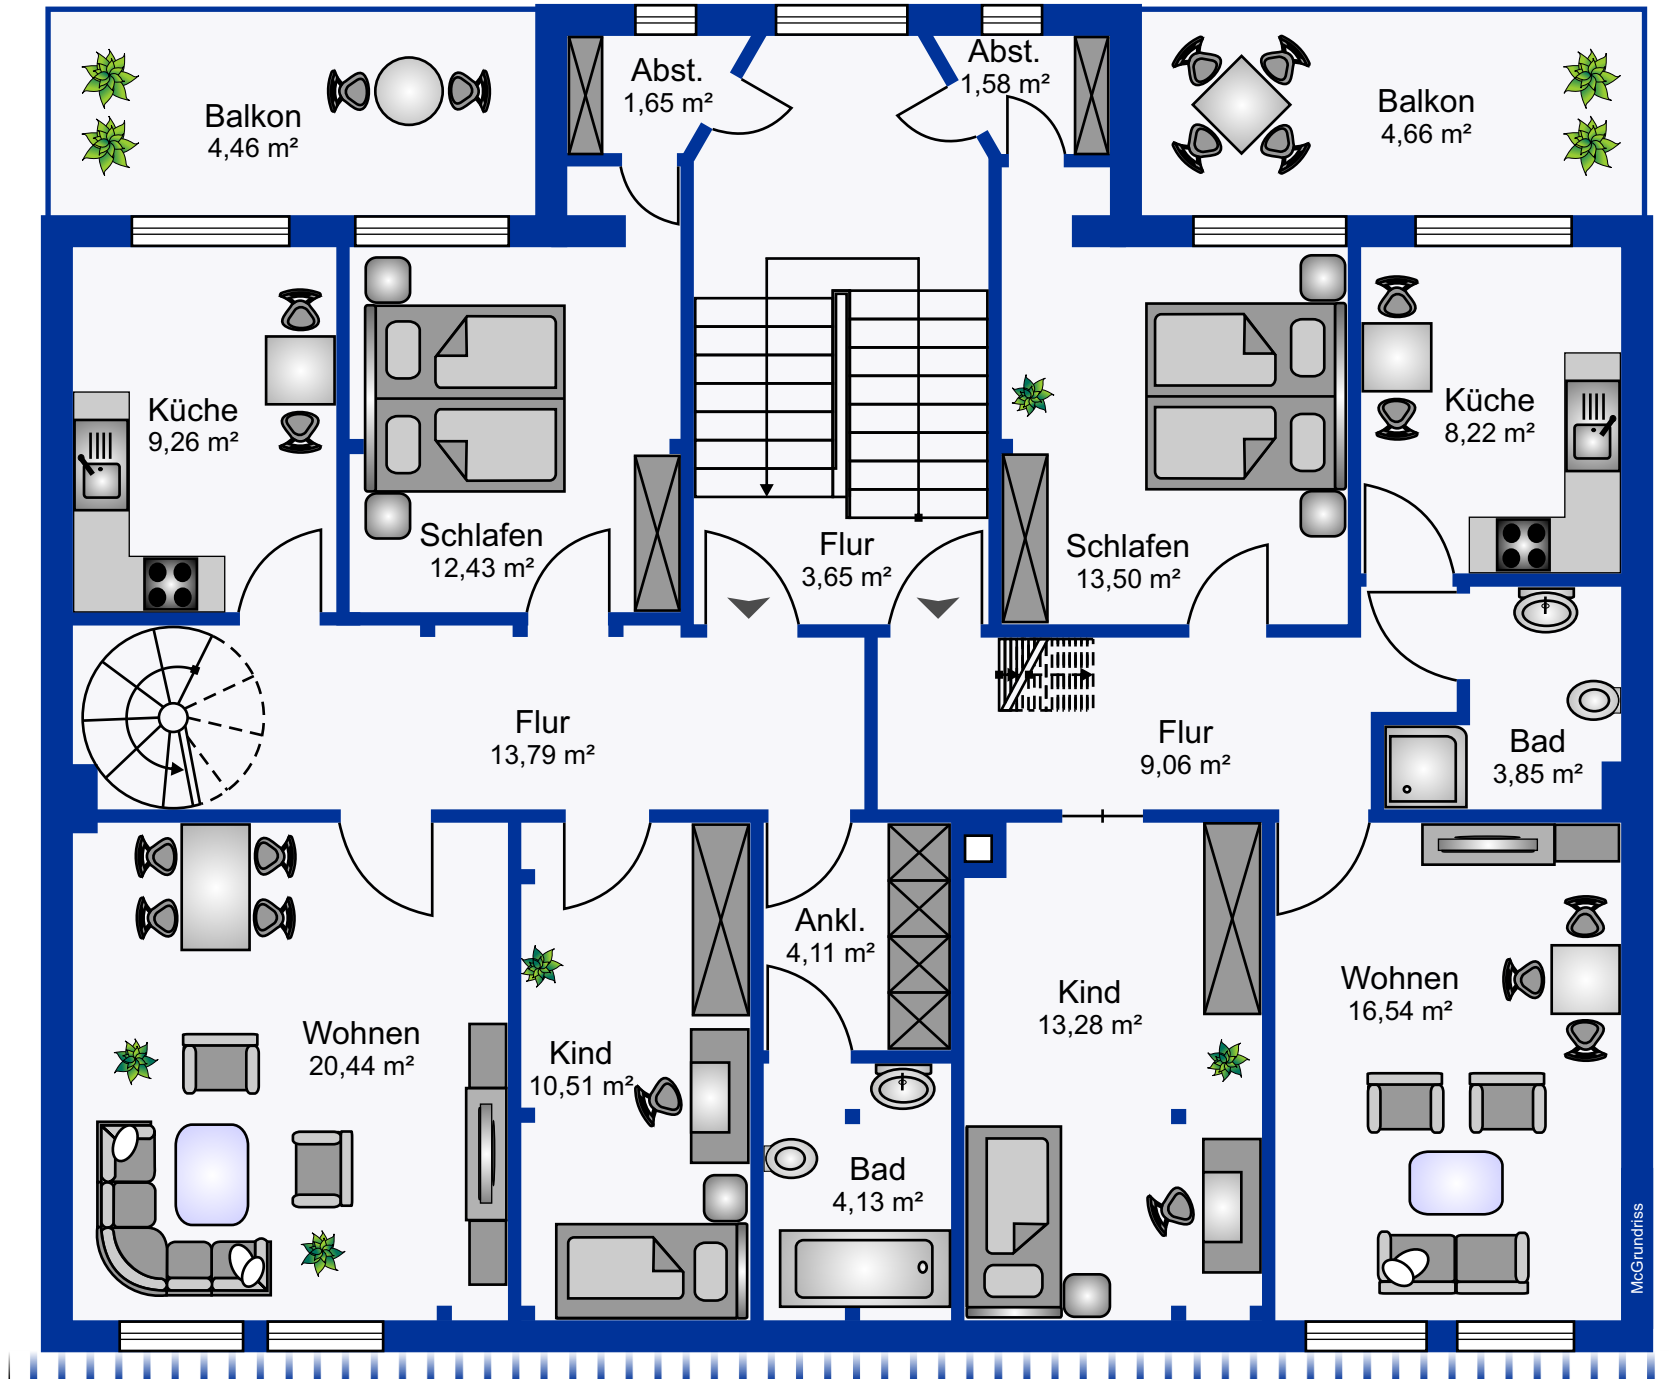 Balkon
4,46 m²
Abst.
1,65 m²
Abst.
1,58 m²
Balkon
4,66 m²
Küche
9,26 m²
Schlafen
12,43 m²
Flur
3,65 m²
Schlafen
13,50 m²
Küche
8,22 m²
Flur
13,79 m²
Flur
9,06 m²
Bad
3,85 m²
Wohnen
20,44 m²
Kind
10,51 m²
Ankl.
4,11 m²
Bad
4,13 m²
Kind
13,28 m²
Wohnen
16,54 m²
McGrundriss